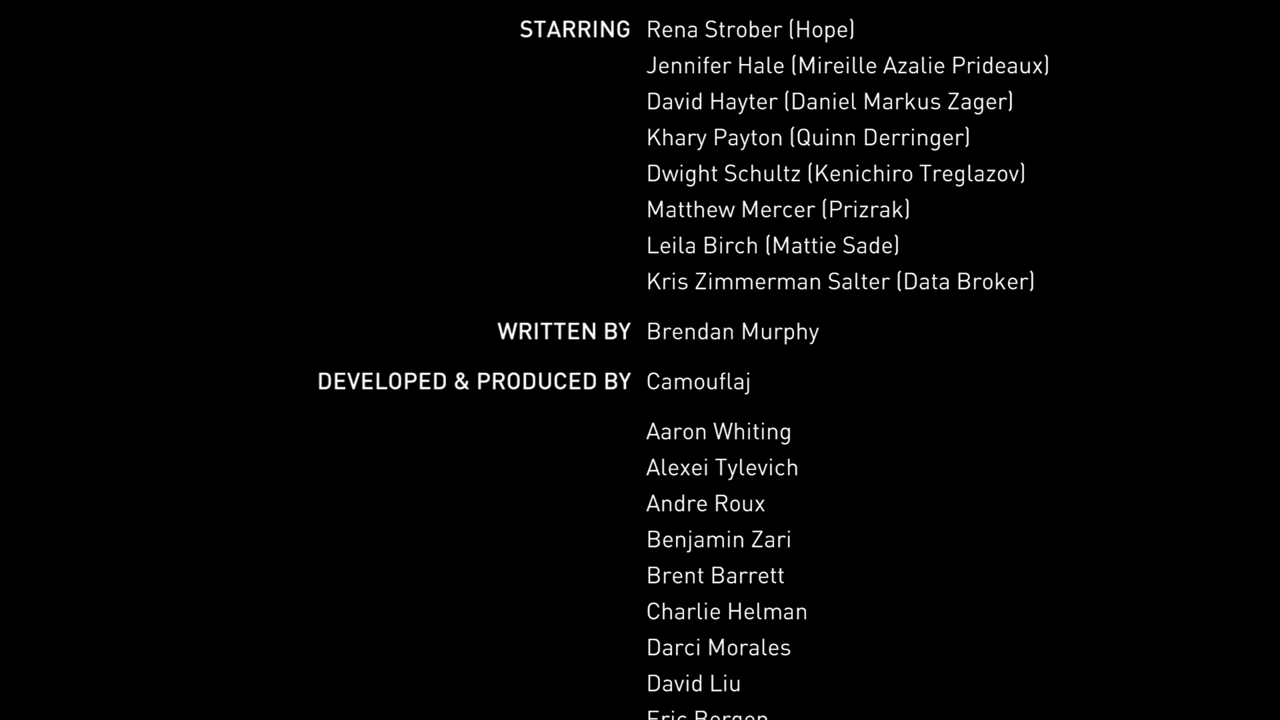 STARRING Rena Strober (Hope)
Jennifer Hale (Mireille Azalie Prideaux)
David Hayter (Daniel Markus Zager)
Khary Payton (Quinn Derringer)
Dwight Schultz (Kenichiro Treglazov)
Matthew Mercer (Prizrak)
Leila Birch (Mattie Sade)
Kris Zimmerman Salter (Data Broker)
WRITTEN BY Brendan Murphy
DEVELOPED & PRODUCED BY Camouflaj
Aaron Whiting
Alexei Tylevich
Andre Roux
Benjamin Zari
Brent Barrett
Charlie Helman
Darci Morales
David Liu
Eric